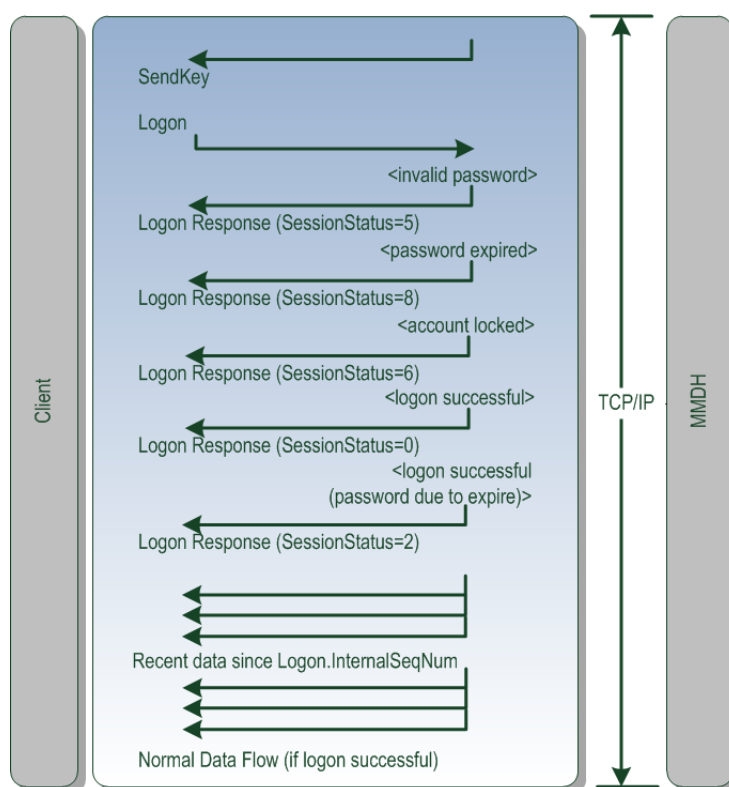 SendKey
Logon
<invalid password>
Logon Response (SessionStatus=5)
<password expired>
Logon Response (SessionStatus=8)
<account locked>
Logon Response (SessionStatus=6)
<logon successful>
Logon Response (SessionStatus=0)
<logon successful
(password due to expire)>
Logon Response (SessionStatus=2)
Recent data since Logon.InternalSeqNum
Normal Data Flow (if logon successful)
Client
TCP/IP
MMDH